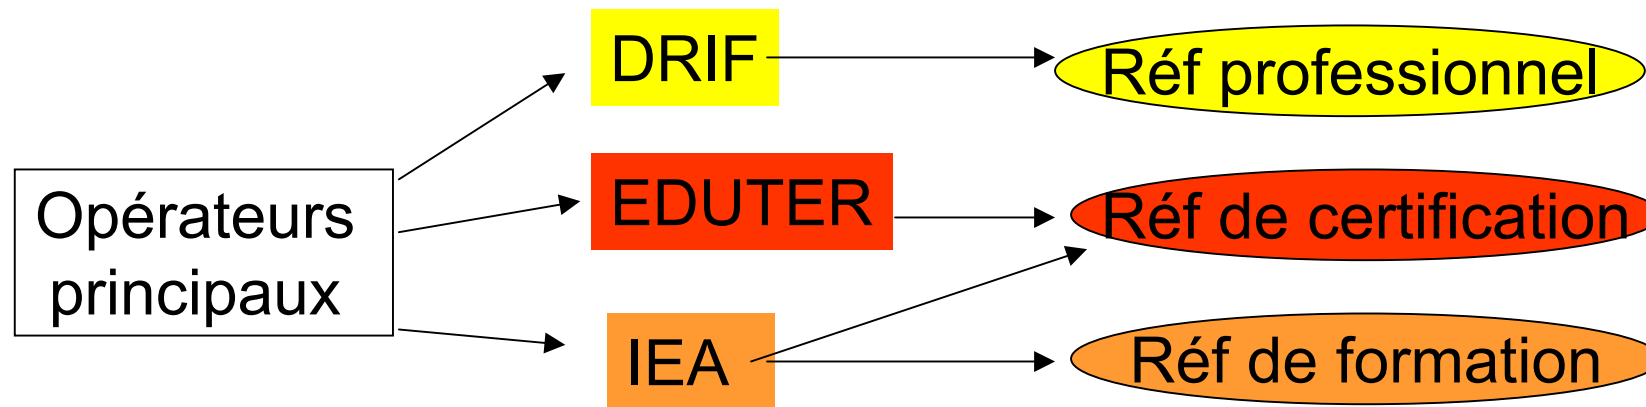 Opérateurs
principaux
DRIF
Réf professionnel
EDUTER
Réf de certification
IEA
Réf de formation